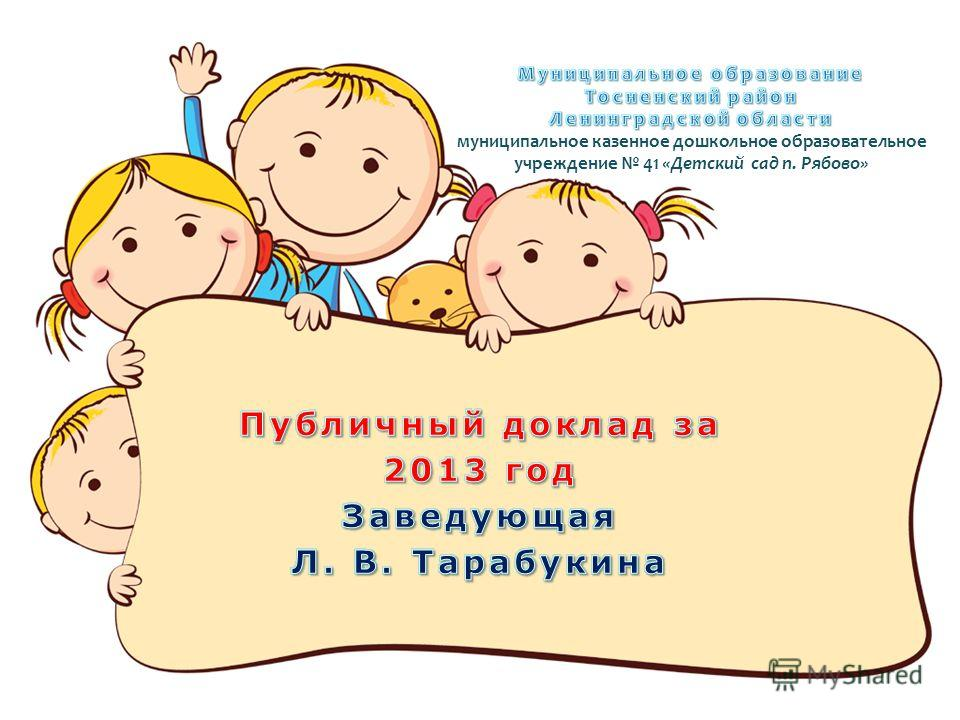 Муниципальное образование
Тосненский район
Ленинградской области
муниципальное казенное дошкольное образовательное
учреждение № 41 «Детский сад п. Рябово»
Публичный доклад за
2013 год
Заведующая
Л. В. Тарабукина
MyShared